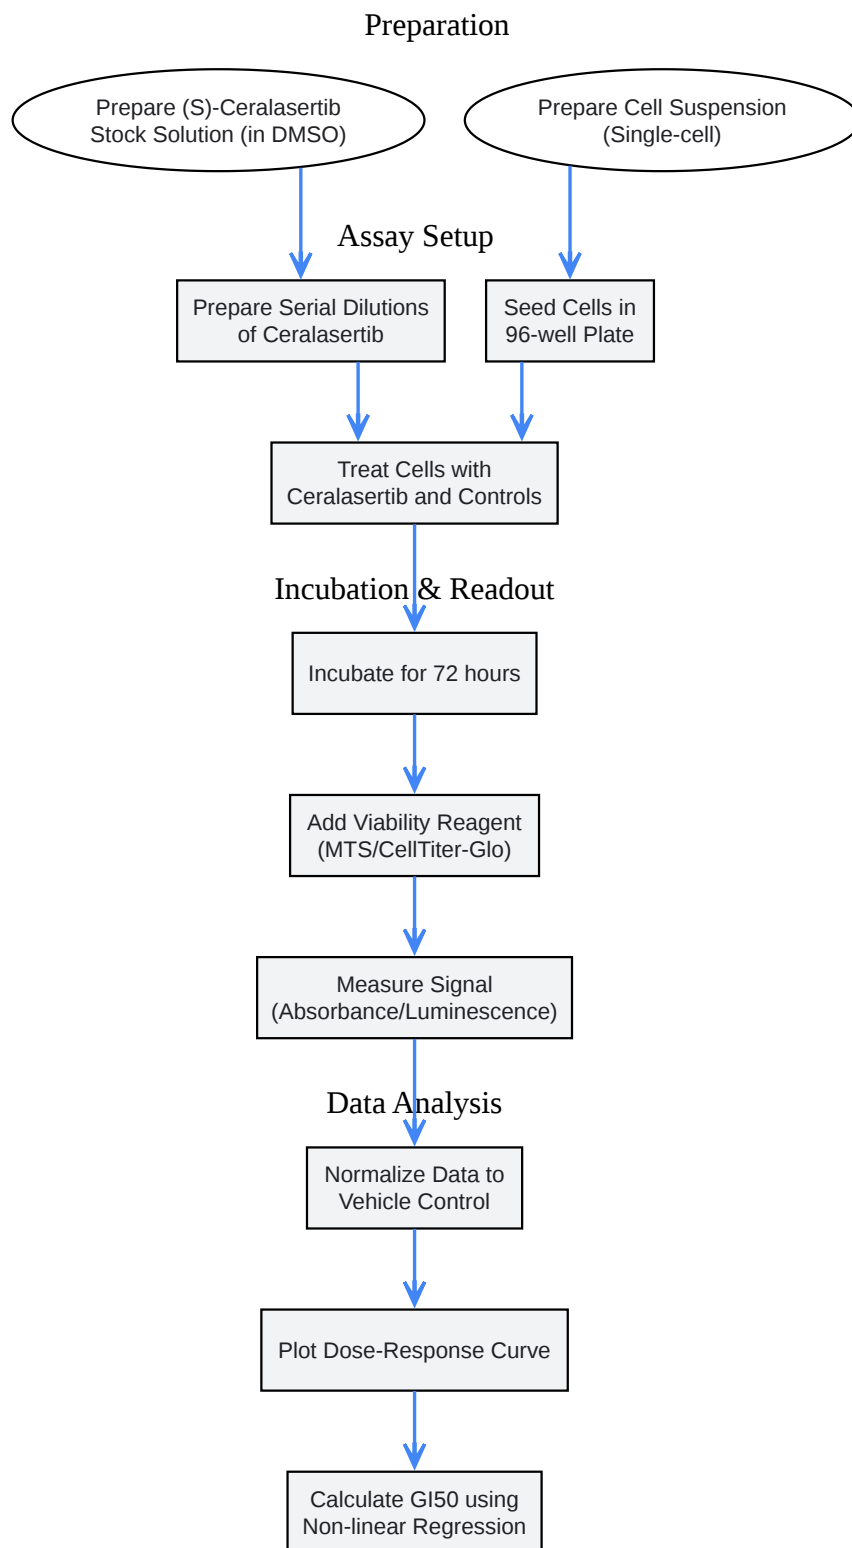 Preparation
Prepare (S)-Ceralasertib
Stock Solution (in DMSO)
Prepare Cell Suspension
(Single-cell)
Assay Setup
Prepare Serial Dilutions
of Ceralasertib
Seed Cells in
96-well Plate
Treat Cells with
Ceralasertib and Controls
Incubation & Readout
Incubate for 72 hours
Add Viability Reagent
(MTS/CellTiter-Glo)
Measure Signal
(Absorbance/Luminescence)
Data Analysis
Normalize Data to
Vehicle Control
Plot Dose-Response Curve
Calculate GI50 using
Non-linear Regression